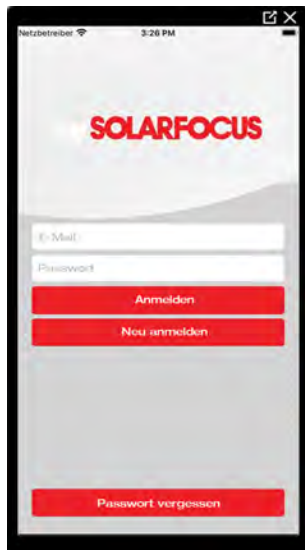 Netzbetreiber 3:26 PM
SOLARFOCUS
E-Mail
Passwort
Anmelden
Neu anmelden
Passwort vergessen